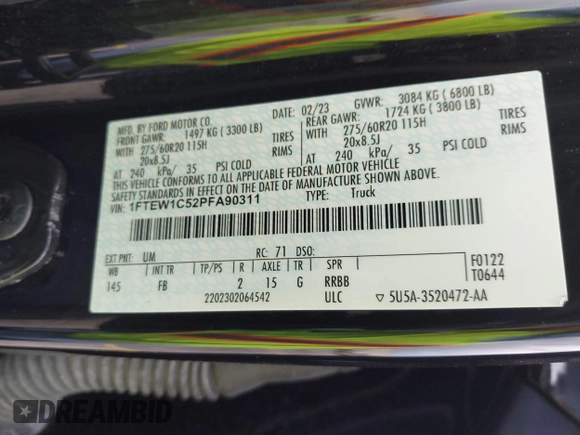 MFD. BY FORD MOTOR CO. DATE: 02/23 GVWR: 3084 KG ( 6800 LB)
FRONT GAWR: 1497 KG ( 3300 LB) REAR GAWR: 1724 KG ( 3800 LB)
WITH 275/60R20 115H TIRES WITH 275/60R20 115H TIRES
20x8.5J RIMS 20x8.5J RIMS
AT 240 kPa/ 35 PSI COLD AT 240 kPa/ 35 PSI COLD
THIS VEHICLE CONFORMS TO ALL APPLICABLE FEDERAL MOTOR VEHICLE
SAFETY STANDARDS IN EFFECT ON THE DATE OF MANUFACTURE SHOWN ABOVE.
VIN: 1FTEW1C52PFA90311 TYPE: Truck
EXT PNT: UM RC: 71 DSO:
WB INT TR TP/PS R AXLE TR SPR F0122
145 FB 2 15 G RRBB T0644
2202302064542 ULC ▽ 5U5A-3520472-AA
DREAMBID